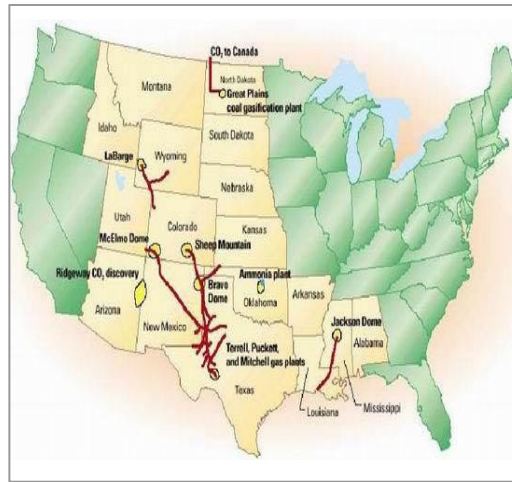 CO₂ to Canada
North Dakota
Montana
Great Plains
coal gasification plant
Idaho
South Dakota
LaBarge
Wyoming
Nebraska
Utah
Colorado
Kansas
McElmo Dome
Sheep Mountain
Ridgeway CO₂ discovery
Ammonia plant
Bravo
Dome
Oklahoma
Arkansas
Arizona
New Mexico
Jackson Dome
Alabama
Terrell, Puckett,
and Mitchell gas plants
Texas
Mississippi
Louisiana